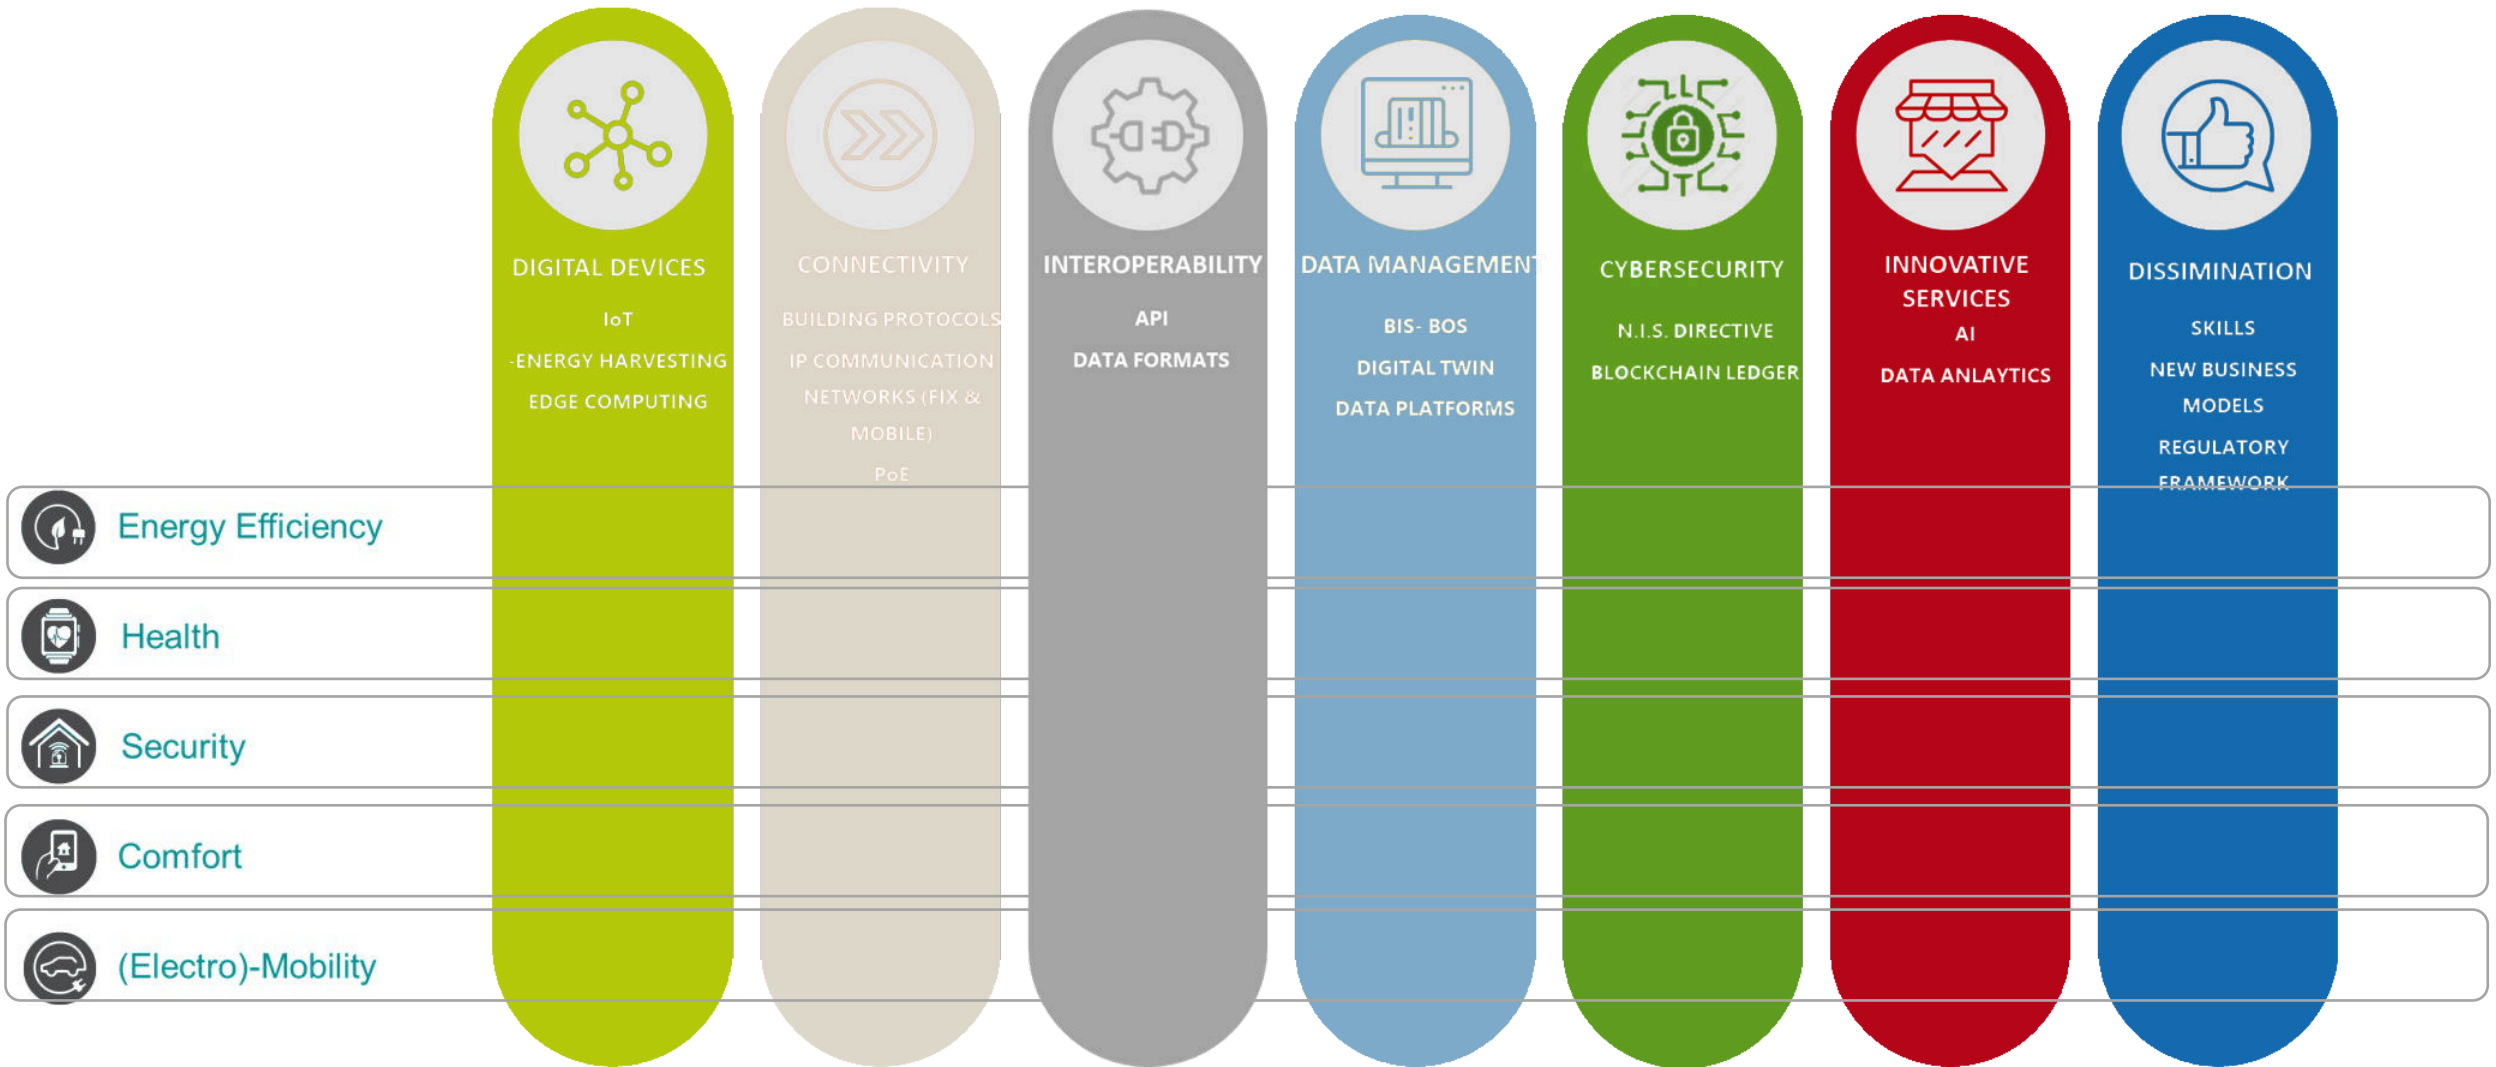 DIGITAL DEVICES
IoT
-ENERGY HARVESTING
EDGE COMPUTING
CONNECTIVITY
BUILDING PROTOCOLS
IP COMMUNICATION
NETWORKS (FIX &
MOBILE)
PoE
INTEROPERABILITY
API
DATA FORMATS
DATA MANAGEMENT
BIS- BOS
DIGITAL TWIN
DATA PLATFORMS
CYBERSECURITY
N.I.S. DIRECTIVE
BLOCKCHAIN LEDGER
INNOVATIVE
SERVICES
AI
DATA ANLAYTICS
DISSIMINATION
SKILLS
NEW BUSINESS
MODELS
REGULATORY
FRAMEWORK
Energy Efficiency
Health
Security
Comfort
(Electro)-Mobility